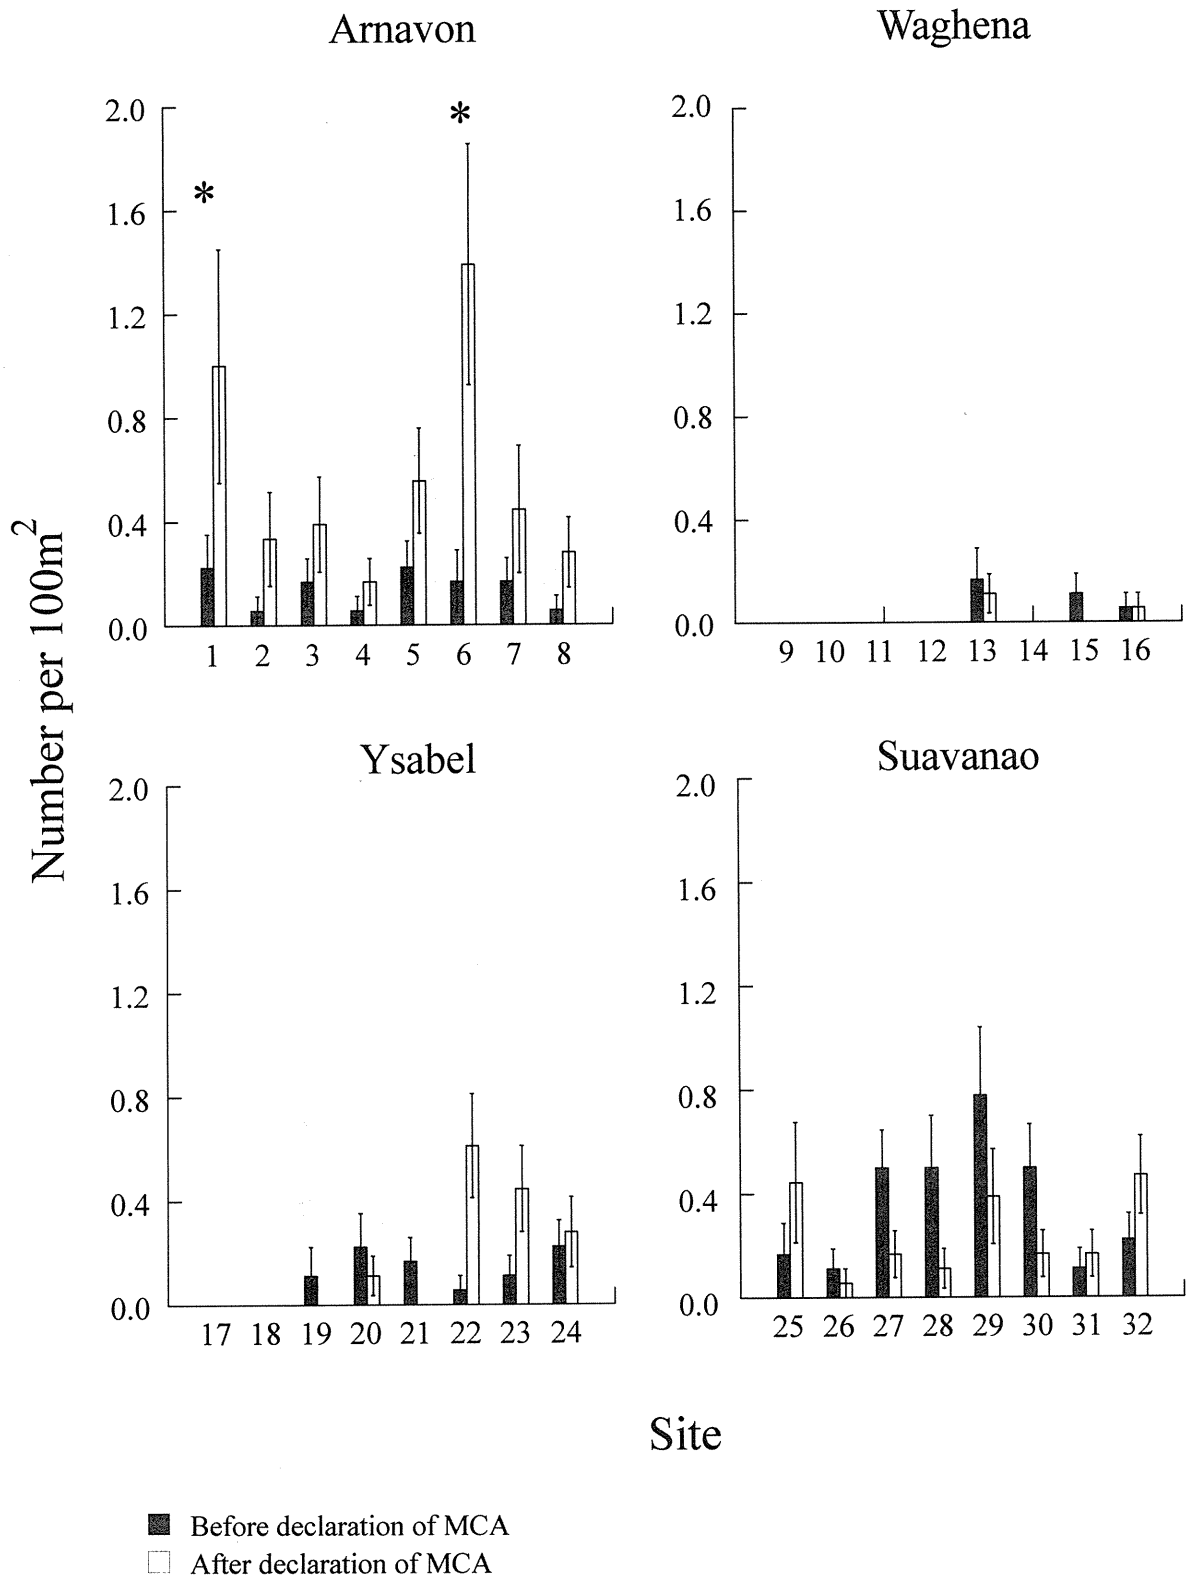 Arnavon
Waghena
2.0
1.6
1.2
0.8
0.4
0.0
*
*
1 2 3 4 5 6 7 8
2.0
1.6
1.2
0.8
0.4
0.0
9 10 11 12 13 14 15 16
Number per 100m²
Ysabel
Suavanao
2.0
1.6
1.2
0.8
0.4
0.0
17 18 19 20 21 22 23 24
2.0
1.6
1.2
0.8
0.4
0.0
25 26 27 28 29 30 31 32
Site
Before declaration of MCA
After declaration of MCA